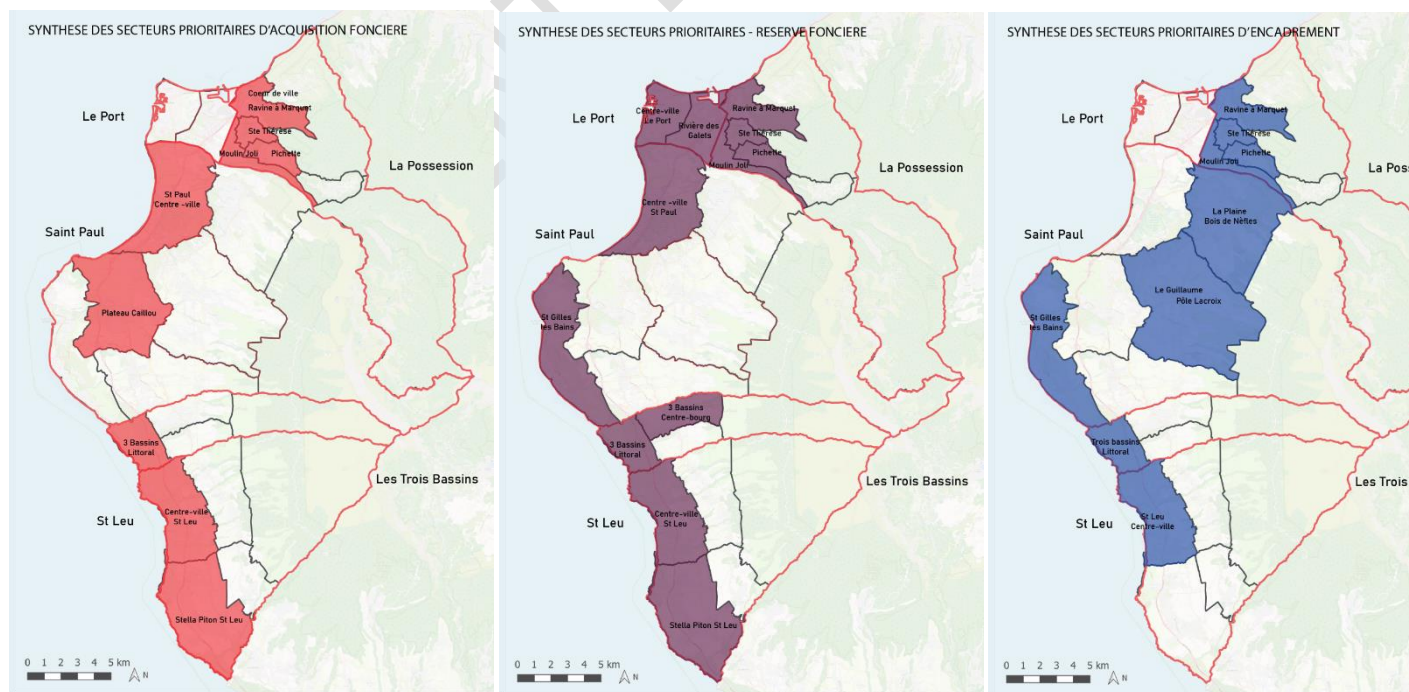 SYNTHESE DES SECTEURS PRIORITAIRES D'ACQUISITION FONCIERE
Coeur de ville
Ravine à Marquet
Le Port
Ste Thérèse
Moulin Joli
Pichette
La Possession
St Paul
Centre -ville
Saint Paul
Plateau Caillou
3 Bassins
Littoral
Les Trois Bassins
Centre-ville
St Leu
St Leu
Stella Piton St Leu
0 1 2 3 4 5 km
N
SYNTHESE DES SECTEURS PRIORITAIRES - RESERVE FONCIERE
Centre-ville
Le Port
Ravine à Marquet
Le Port
Rivière des
Galets
Ste Thérèse
Pichette
Moulin Joli
La Possession
Centre -ville
St Paul
Saint Paul
St Gilles
les Bains
3 Bassins
Centre-bourg
3 Bassins
Littoral
Les Trois Bassins
Centre-ville
St Leu
St Leu
Stella Piton St Leu
0 1 2 3 4 5 km
N
SYNTHESE DES SECTEURS PRIORITAIRES D'ENCADREMENT
Ravine à Marquet
Le Port
Ste Thérèse
Pichette
Moulin Joli
La Poss
La Plaine
Bois de Nèfles
Saint Paul
Le Guillaume
Pôle Lacroix
St Gilles
les Bains
Trois bassins
Littoral
Les Trois
St Leu
Centre-ville
St Leu
0 1 2 3 4 5 km
N